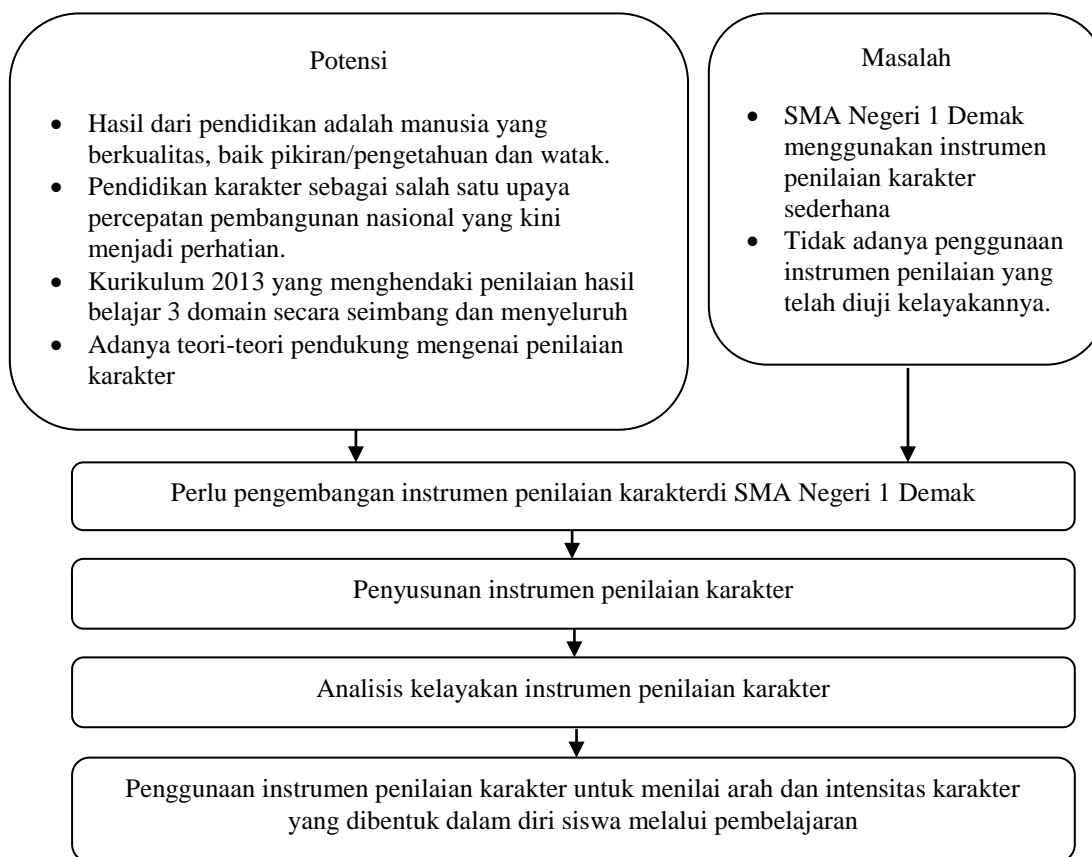 Potensi
• Hasil dari pendidikan adalah manusia yang
berkualitas, baik pikiran/pengetahuan dan watak.
• Pendidikan karakter sebagai salah satu upaya
percepatan pembangunan nasional yang kini
menjadi perhatian.
• Kurikulum 2013 yang menghendaki penilaian hasil
belajar 3 domain secara seimbang dan menyeluruh
• Adanya teori-teori pendukung mengenai penilaian
karakter
Masalah
• SMA Negeri 1 Demak
menggunakan instrumen
penilaian karakter
sederhana
• Tidak adanya penggunaan
instrumen penilaian yang
telah diuji kelayakannya.
Perlu pengembangan instrumen penilaian karakterdi SMA Negeri 1 Demak
Penyusunan instrumen penilaian karakter
Analisis kelayakan instrumen penilaian karakter
Penggunaan instrumen penilaian karakter untuk menilai arah dan intensitas karakter
yang dibentuk dalam diri siswa melalui pembelajaran